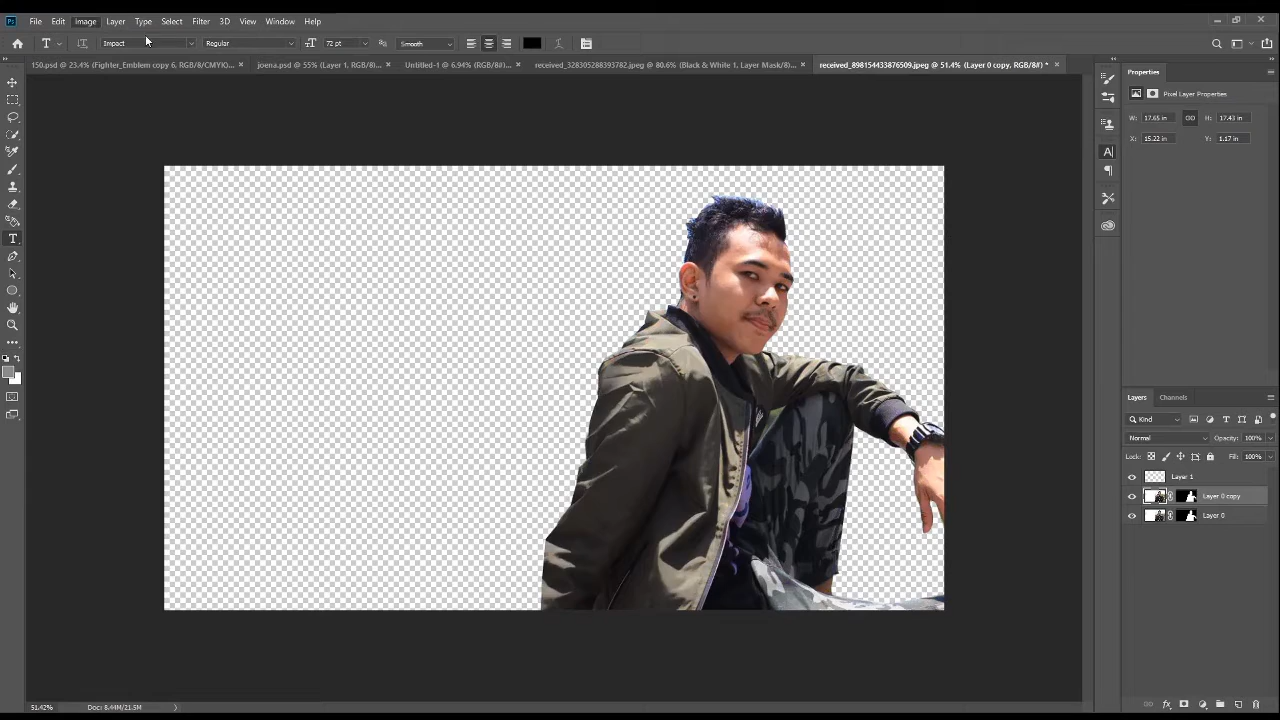 Ps File Edit Image Layer Type Select Filter 3D View Window Help
T Impact Regular 72 pt Smooth
150.psd @ 23.4% (Fighter_Emblem copy 6, RGB/8/CMYK)... × joena.psd @ 55% (Layer 1, RGB/8#) × Untitled-1 @ 6.94% (RGB/8#) × received_328305288393782.jpeg @ 80.6% (Black & White 1, Layer Mask/8) × received_898154433876509.jpeg @ 51.4% (Layer 0 copy, RGB/8#) * ×
Properties
Pixel Layer Properties
W: 17.65 in H: 17.43 in
X: 15.22 in Y: 1.17 in
Layers Channels
Kind
Normal Opacity: 100%
Lock: Fill: 100%
Layer 1
Layer 0 copy
Layer 0
51.42% Doc: 8.44M/21.5M